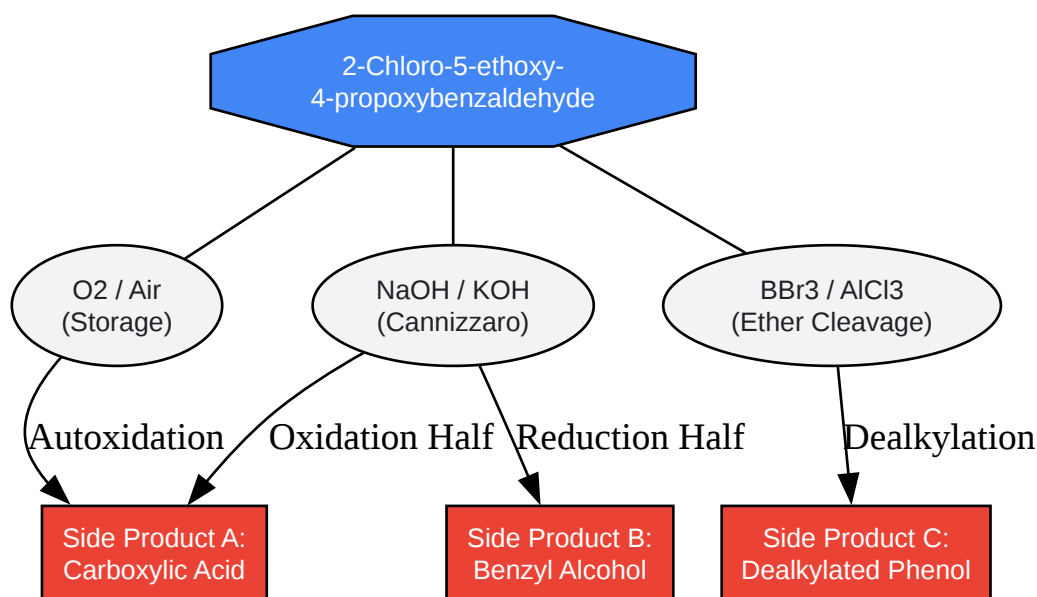 2-Chloro-5-ethoxy-
4-propoxybenzaldehyde
O2 / Air
(Storage)
NaOH / KOH
(Cannizzaro)
BBr3 / AlCl3
(Ether Cleavage)
Autoxidation
Oxidation Half
Reduction Half
Dealkylation
Side Product A:
Carboxylic Acid
Side Product B:
Benzyl Alcohol
Side Product C:
Dealkylated Phenol